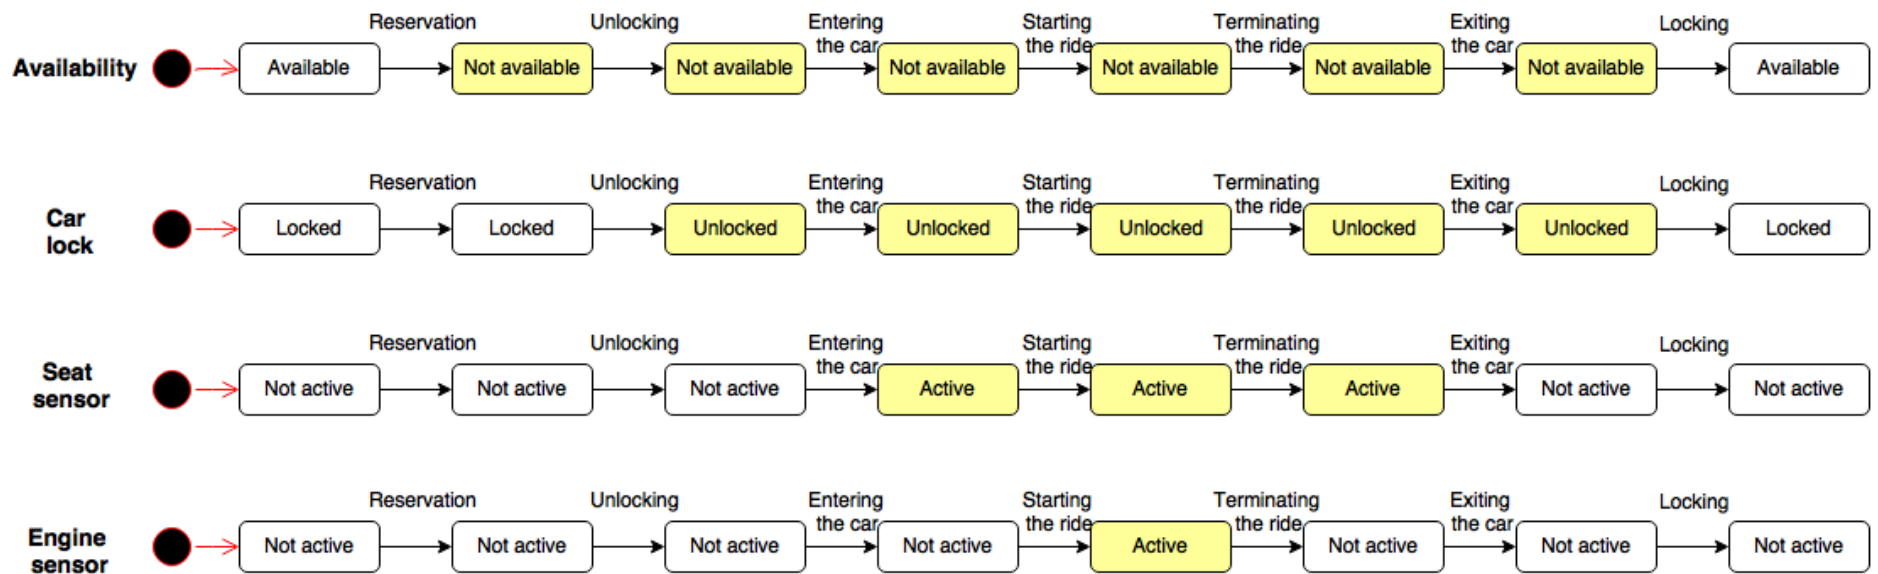 Reservation Unlocking Entering Starting Terminating Exiting Locking
the car the ride the ride the car
Availability Available Not available Not available Not available Not available Not available Not available Available
Reservation Unlocking Entering Starting Terminating Exiting Locking
the car the ride the ride the car
Car
lock
Locked Locked Unlocked Unlocked Unlocked Unlocked Unlocked Locked
Reservation Unlocking Entering Starting Terminating Exiting Locking
the car the ride the ride the car
Seat
sensor
Not active Not active Not active Active Active Active Not active Not active
Reservation Unlocking Entering Starting Terminating Exiting Locking
the car the ride the ride the car
Engine
sensor
Not active Not active Not active Not active Active Not active Not active Not active